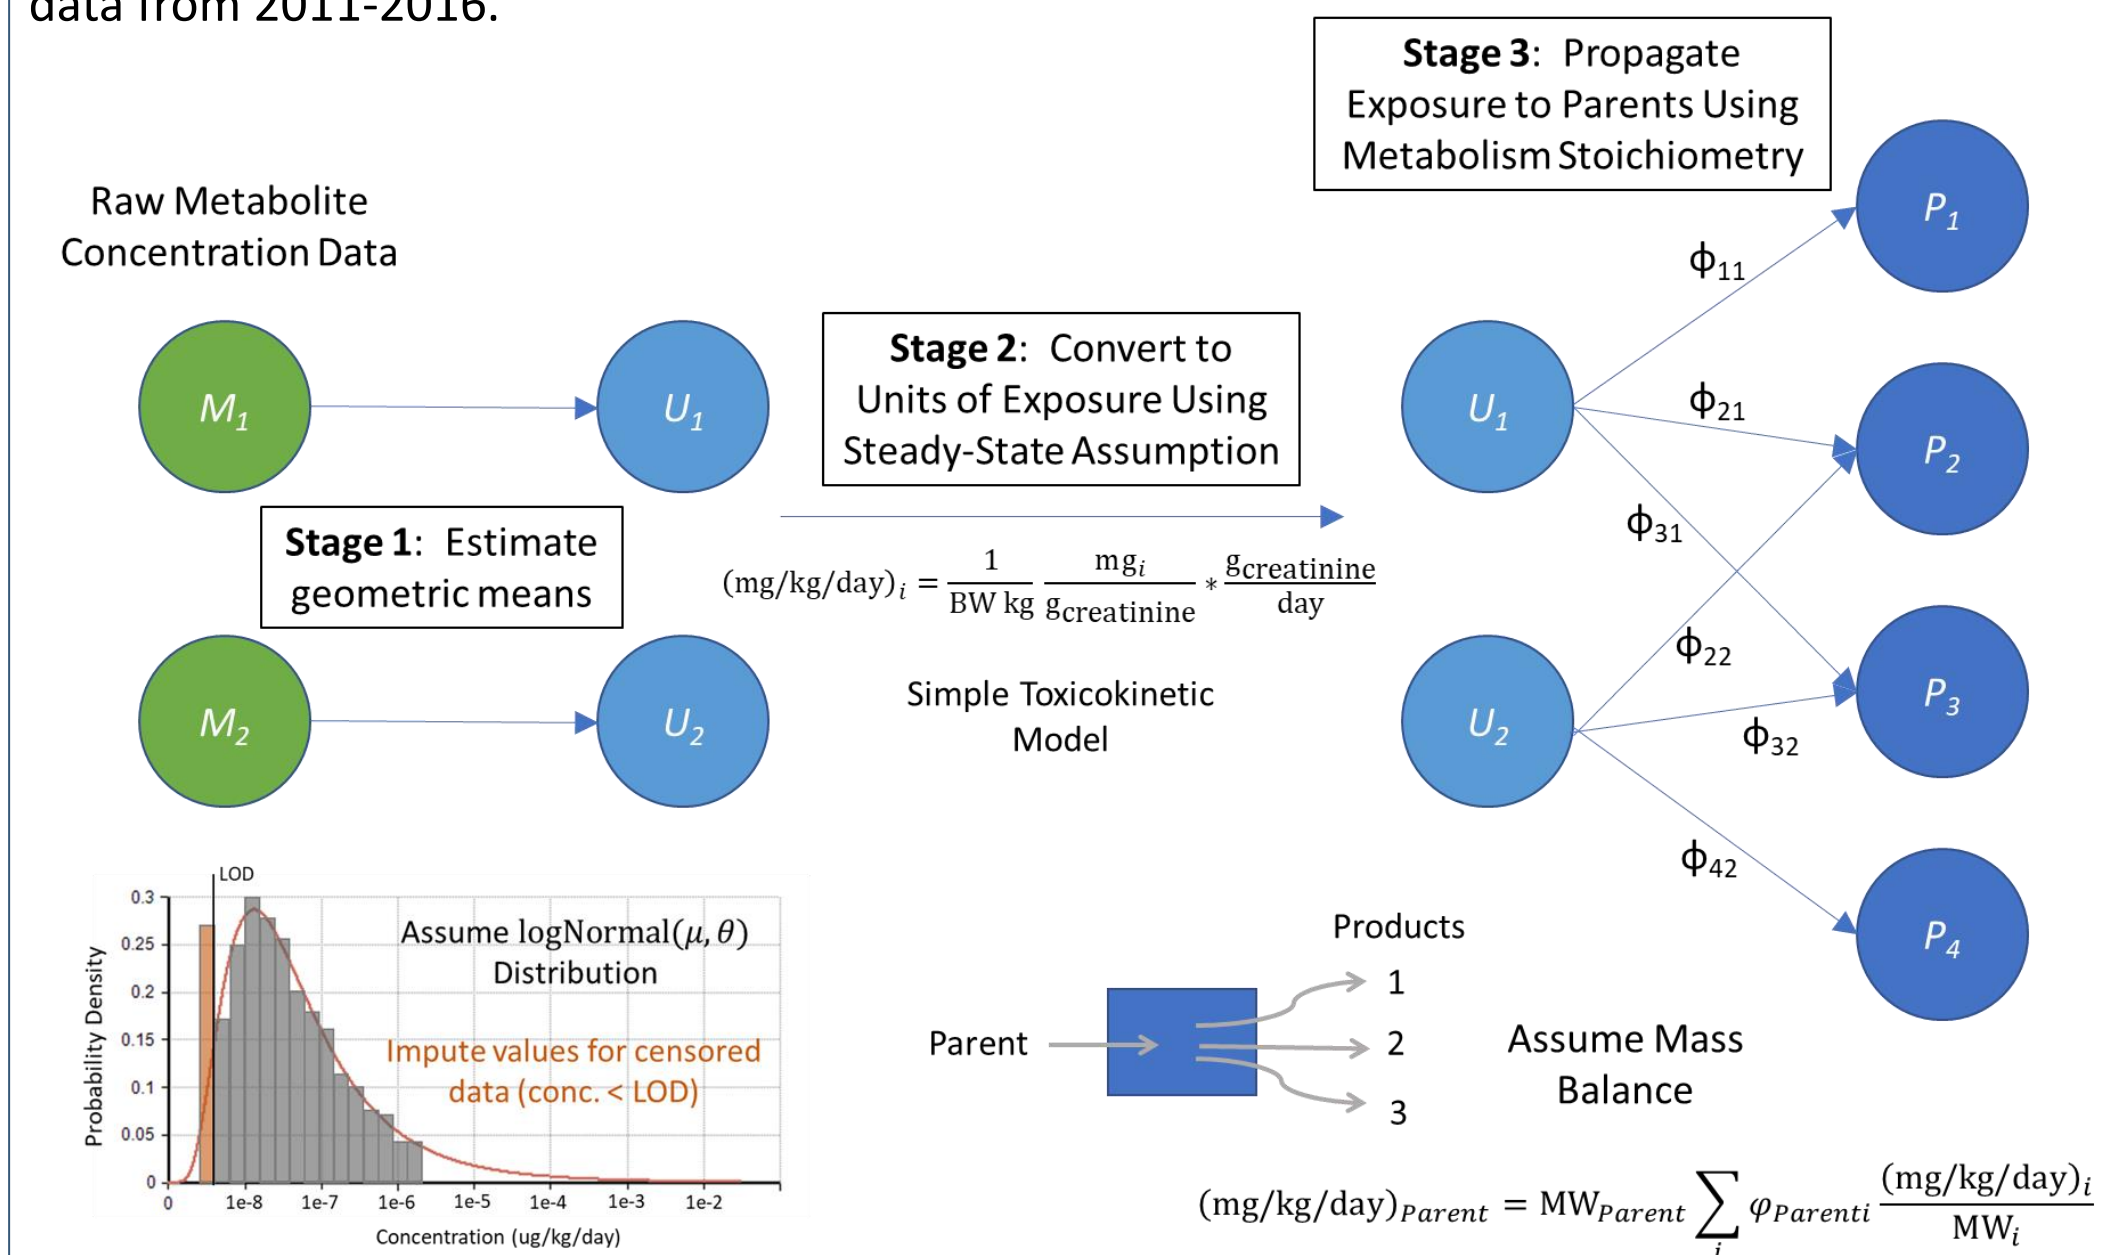 data from 2011-2016.
Stage 3: Propagate
Exposure to Parents Using
Metabolism Stoichiometry
Raw Metabolite
Concentration Data
M1
U1
M2
U2
Stage 1: Estimate
geometric means
Stage 2: Convert to
Units of Exposure Using
Steady-State Assumption
(mg/kg/day)i = 1/BW kg mgi/gcreatinine * gcreatinine/day
Simple Toxicokinetic
Model
U1
U2
ϕ11
ϕ21
ϕ31
ϕ22
ϕ32
ϕ42
P1
P2
P3
P4
LOD
Assume logNormal(μ, θ)
Distribution
Impute values for censored
data (conc. < LOD)
Probability Density
0.3
0.25
0.2
0.15
0.1
0.05
0
0 1e-8 1e-7 1e-6 1e-5 1e-4 1e-3 1e-2
Concentration (ug/kg/day)
Products
Parent
1
2
3
Assume Mass
Balance
(mg/kg/day)Parent = MWParent ∑i φParenti (mg/kg/day)i/MWi